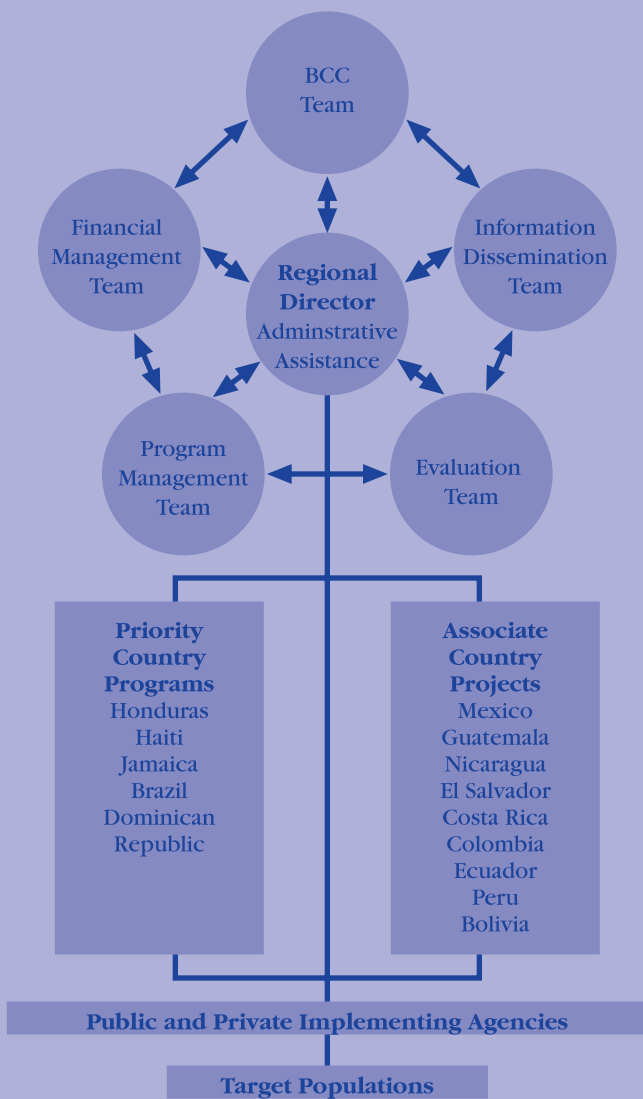 BCC
Team
Financial
Management
Team
Information
Dissemination
Team
Regional
Director
Adminstrative
Assistance
Program
Management
Team
Evaluation
Team
Priority
Country
Programs
Honduras
Haiti
Jamaica
Brazil
Dominican
Republic
Associate
Country
Projects
Mexico
Guatemala
Nicaragua
El Salvador
Costa Rica
Colombia
Ecuador
Peru
Bolivia
Public and Private Implementing Agencies
Target Populations